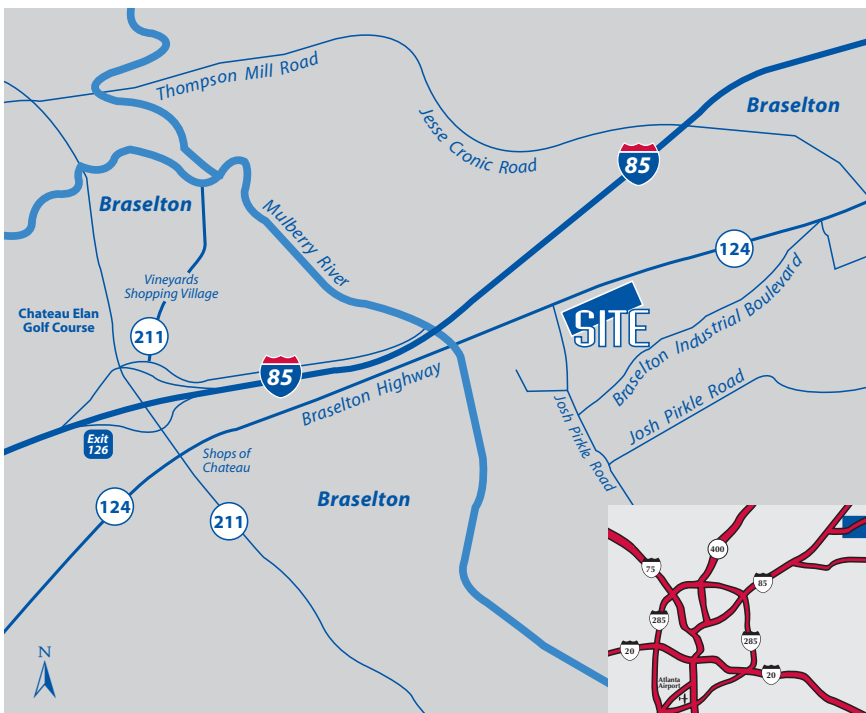 Thompson Mill Road
Braselton
Jesse Cronic Road
85
Braselton
Mulberry River
124
Vineyards
Shopping Village
Chateau Elan
Golf Course
SITE
Braselton Industrial Boulevard
211
85
Braselton Highway
Josh Pirkle Road
Josh Pirkle Road
Exit
126
Shops of
Chateau
Braselton
124
211
N
400
75
85
285
285
20
20
Atlanta
Airport